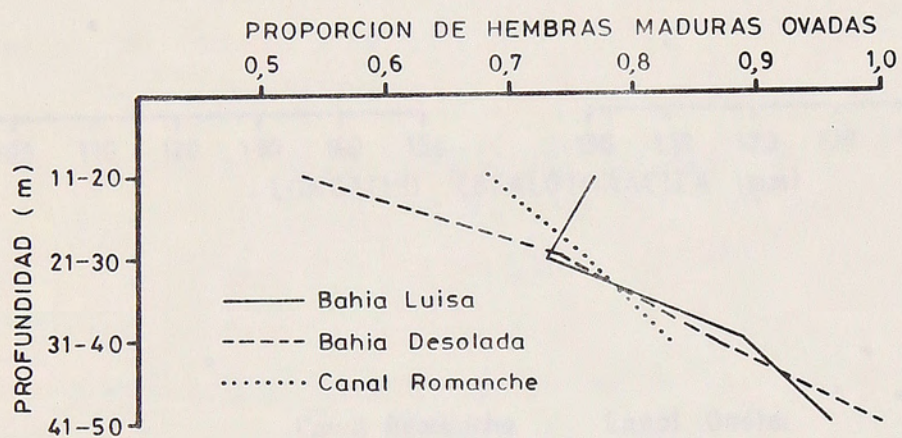 PROPORCION DE HEMBRAS MADURAS OVADAS
0,5 0,6 0,7 0,8 0,9 1,0
PROFUNDIDAD (m)
11-20
21-30
31-40
41-50
Bahia Luisa
Bahia Desolada
Canal Romanche